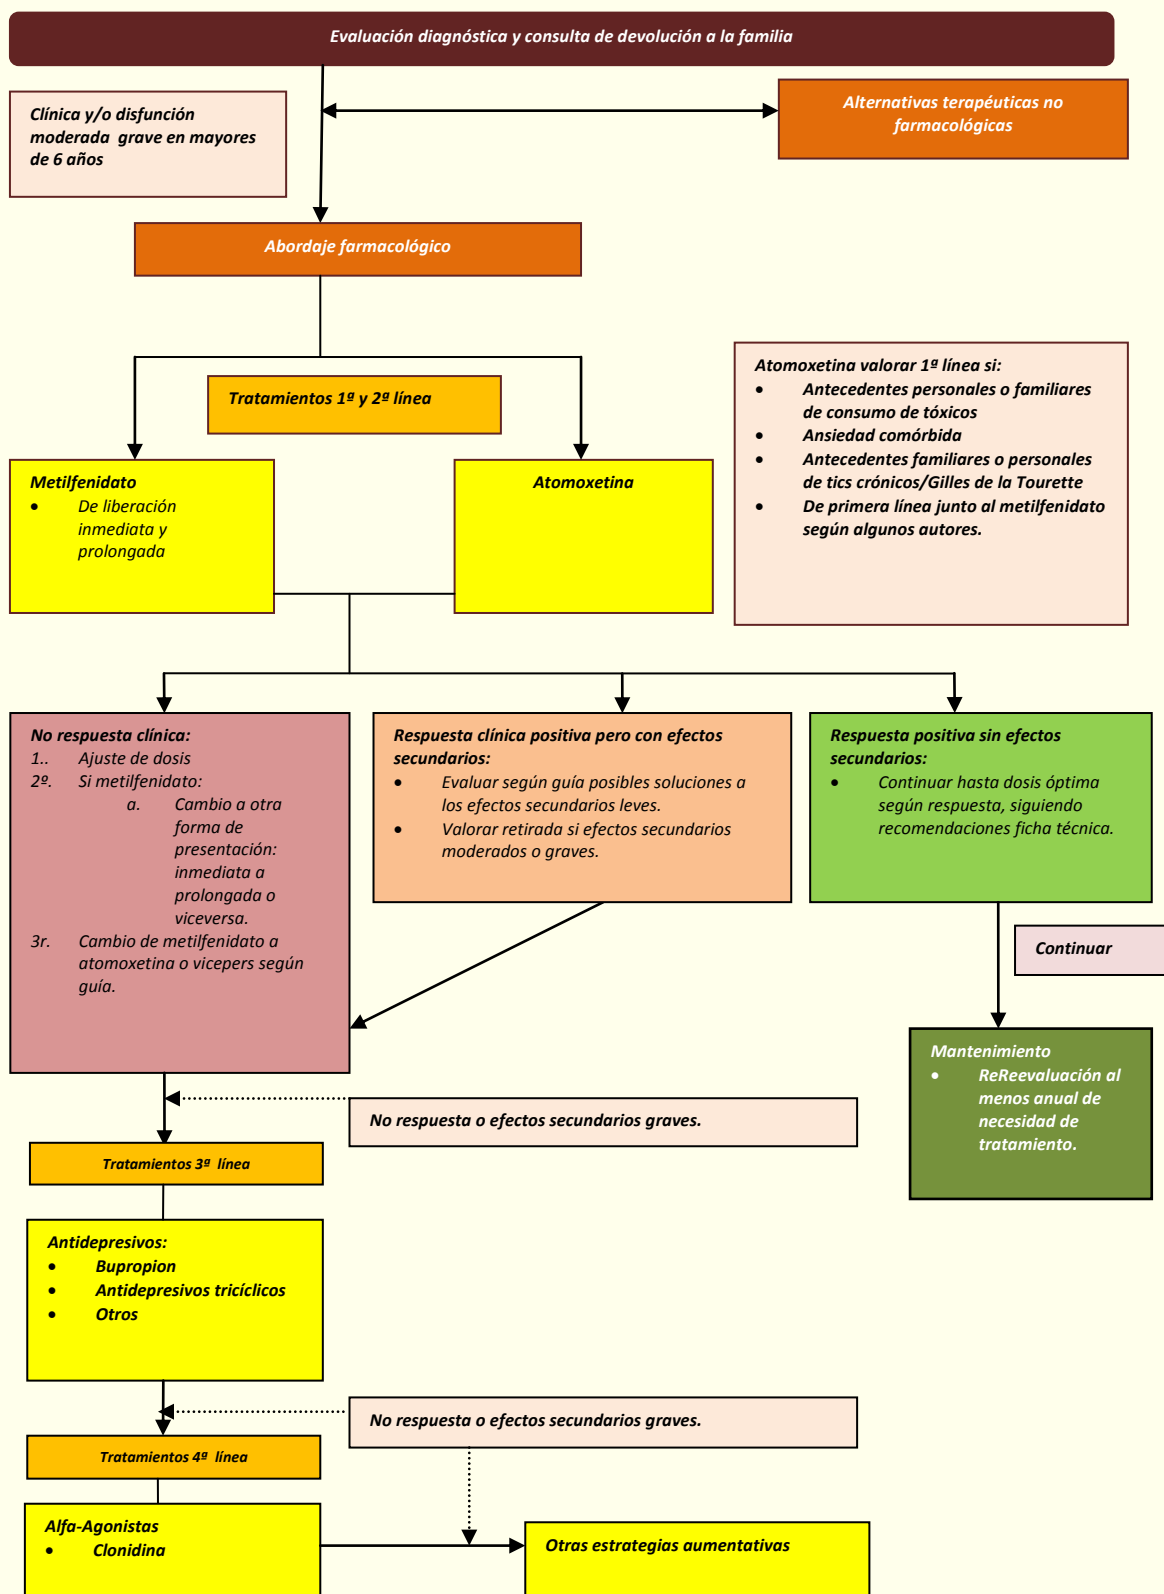 Evaluación diagnóstica y consulta de devolución a la familia
Clínica y/o disfunción
moderada grave en mayores
de 6 años
Alternativas terapéuticas no
farmacológicas
Abordaje farmacológico
Tratamientos 1ª y 2ª línea
Atomoxetina valorar 1ª línea si:
• Antecedentes personales o familiares
de consumo de tóxicos
• Ansiedad comórbida
• Antecedentes familiares o personales
de tics crónicos/Gilles de la Tourette
• De primera línea junto al metilfenidato
según algunos autores.
Metilfenidato
• De liberación
inmediata y
prolongada
Atomoxetina
No respuesta clínica:
1.. Ajuste de dosis
2º. Si metilfenidato:
a. Cambio a otra
forma de
presentación:
inmediata a
prolongada o
viceversa.
3r. Cambio de metilfenidato a
atomoxetina o vicepers según
guía.
Respuesta clínica positiva pero con efectos
secundarios:
• Evaluar según guía posibles soluciones a
los efectos secundarios leves.
• Valorar retirada si efectos secundarios
moderados o graves.
Respuesta positiva sin efectos
secundarios:
• Continuar hasta dosis óptima
según respuesta, siguiendo
recomendaciones ficha técnica.
Continuar
Mantenimiento
• ReReevaluación al
menos anual de
necesidad de
tratamiento.
No respuesta o efectos secundarios graves.
Tratamientos 3ª línea
Antidepresivos:
• Bupropion
• Antidepresivos tricíclicos
• Otros
No respuesta o efectos secundarios graves.
Tratamientos 4ª línea
Alfa-Agonistas
• Clonidina
Otras estrategias aumentativas